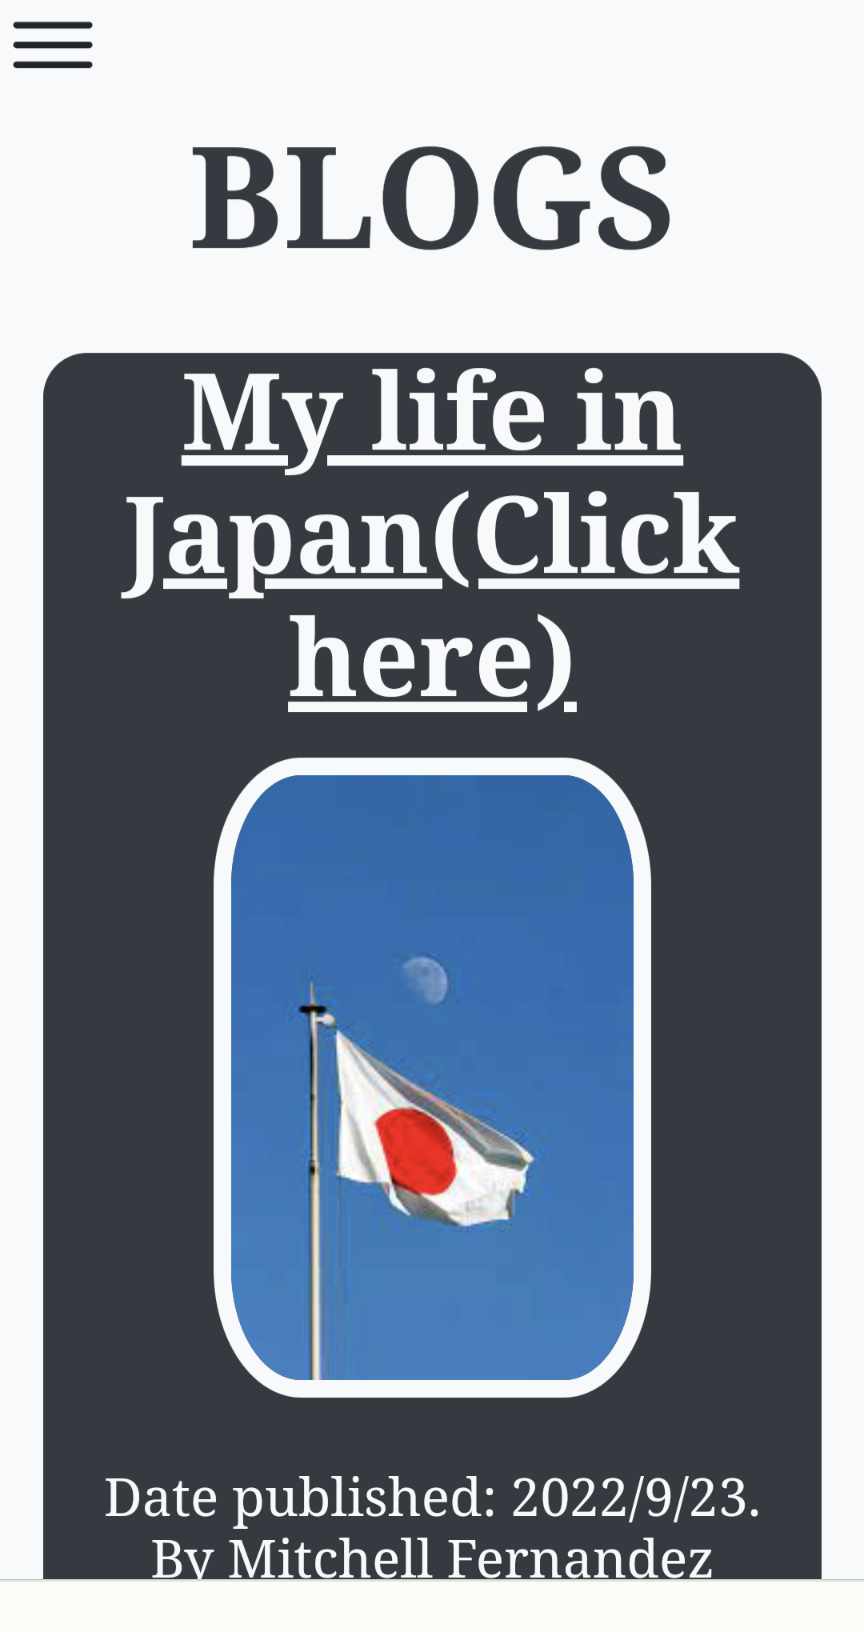 BLOGS
My life in
Japan(Click
here)
Date published: 2022/9/23.
By Mitchell Fernandez